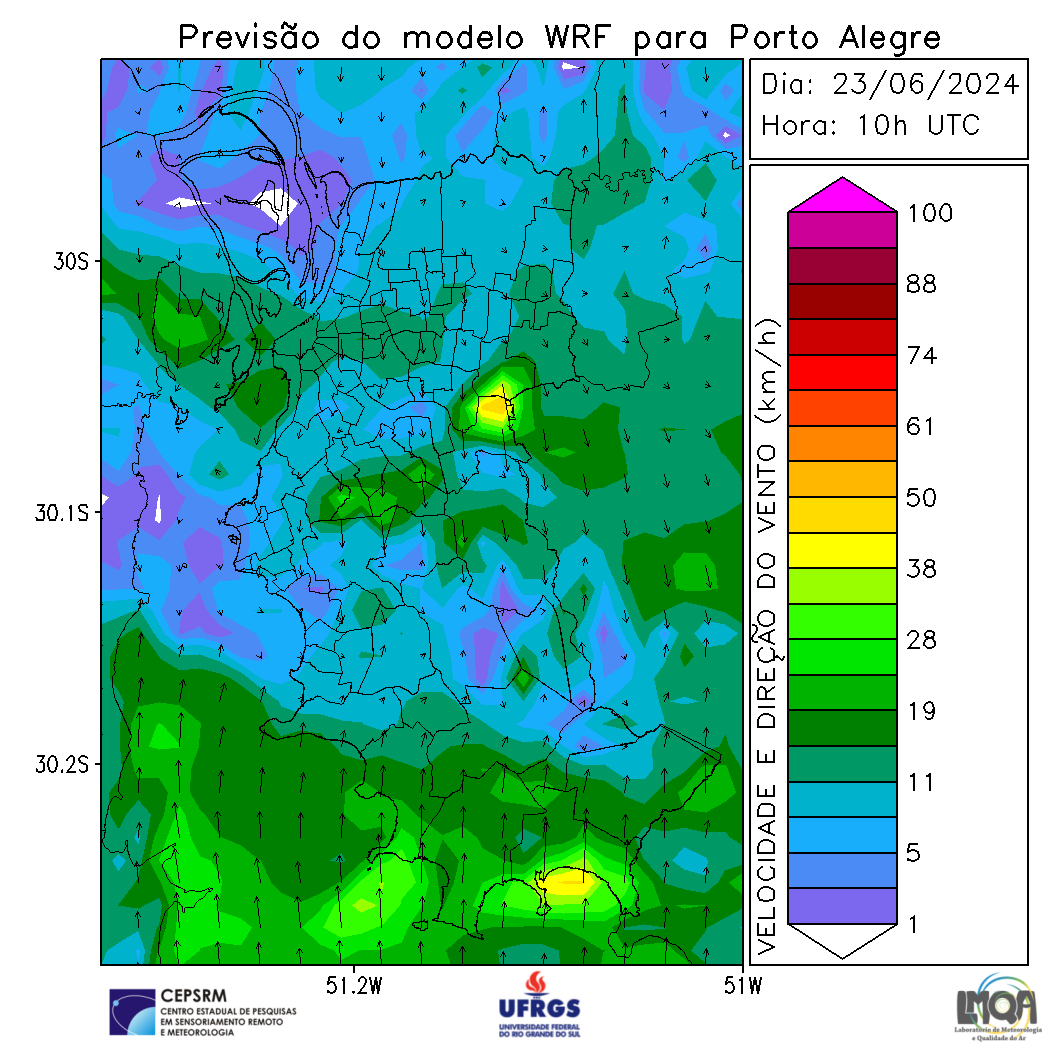 Previsão do modelo WRF para Porto Alegre
Dia: 23/06/2024
Hora: 10h UTC
30S
30.1S
30.2S
51.2W
51W
VELOCIDADE E DIREÇÃO DO VENTO (km/h)
100
88
74
61
50
38
28
19
11
5
1
CEPSRM
CENTRO ESTADUAL DE PESQUISAS
EM SENSORIAMENTO REMOTO
E METEOROLOGIA
UFRGS
UNIVERSIDADE FEDERAL
DO RIO GRANDE DO SUL
LMQA
Laboratório de Meteorologia
e Qualidade do Ar